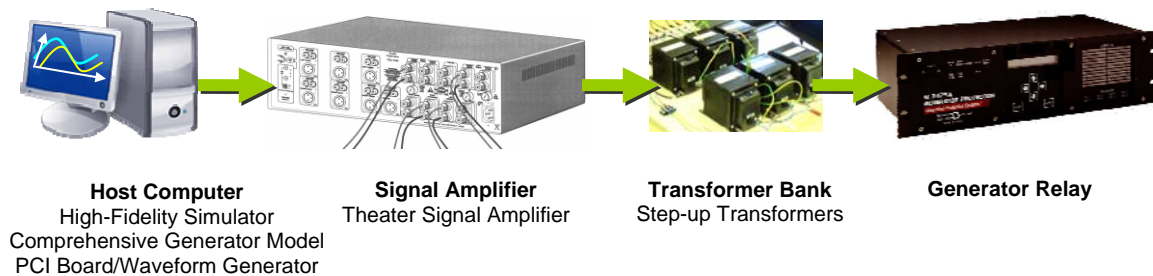 Host Computer
High-Fidelity Simulator
Comprehensive Generator Model
PCI Board/Waveform Generator
Signal Amplifier
Theater Signal Amplifier
Transformer Bank
Step-up Transformers
Generator Relay